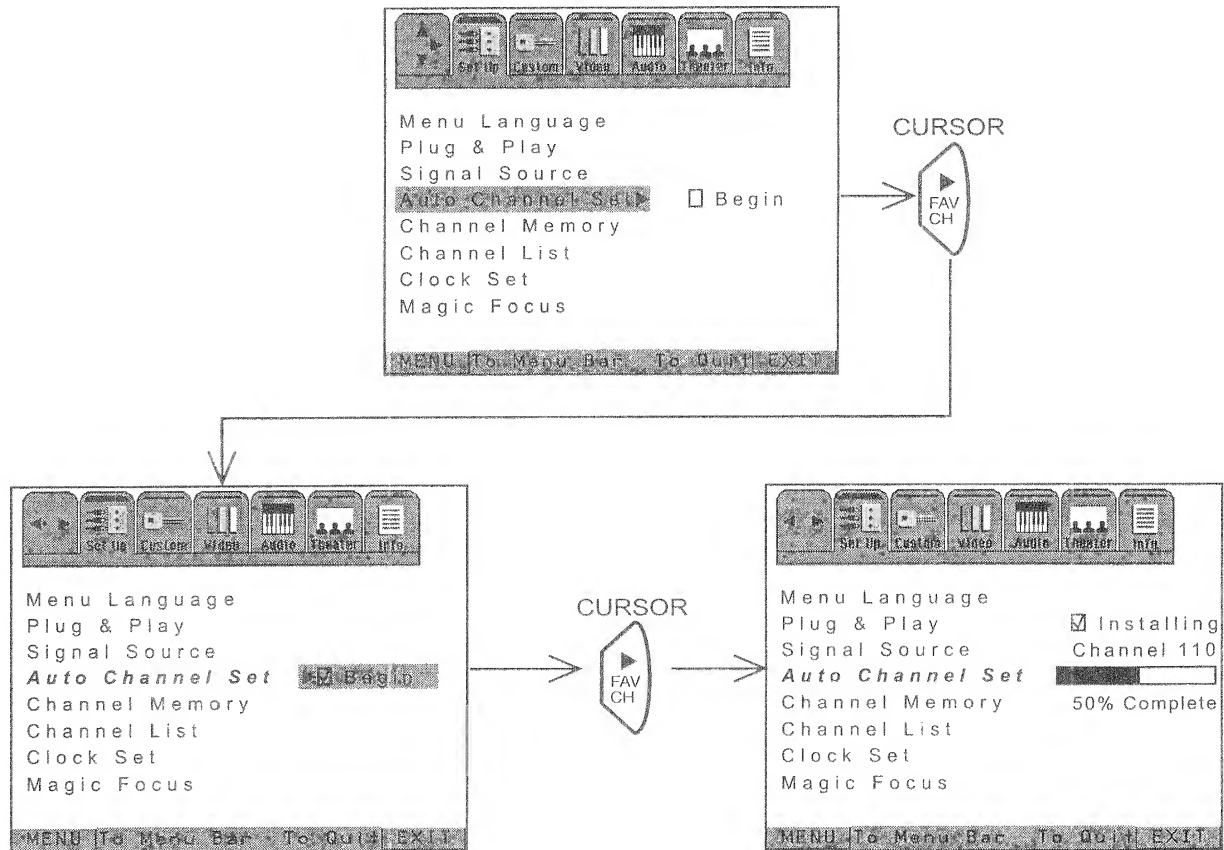 Set Up Custom Video Audio Theater Info
Menu Language
Plug & Play
Signal Source
Auto Channel Set Begin
Channel Memory
Channel List
Clock Set
Magic Focus
MENU To Menu Bar To Quit EXIT
CURSOR
FAV
CH
Set Up Custom Video Audio Theater Info
Menu Language
Plug & Play
Signal Source
Auto Channel Set Begin
Channel Memory
Channel List
Clock Set
Magic Focus
MENU To Menu Bar To Quit EXIT
CURSOR
FAV
CH
Set Up Custom Video Audio Theater Info
Menu Language
Plug & Play Installing
Signal Source Channel 110
Auto Channel Set
Channel Memory 50% Complete
Channel List
Clock Set
Magic Focus
MENU To Menu Bar To Quit EXIT